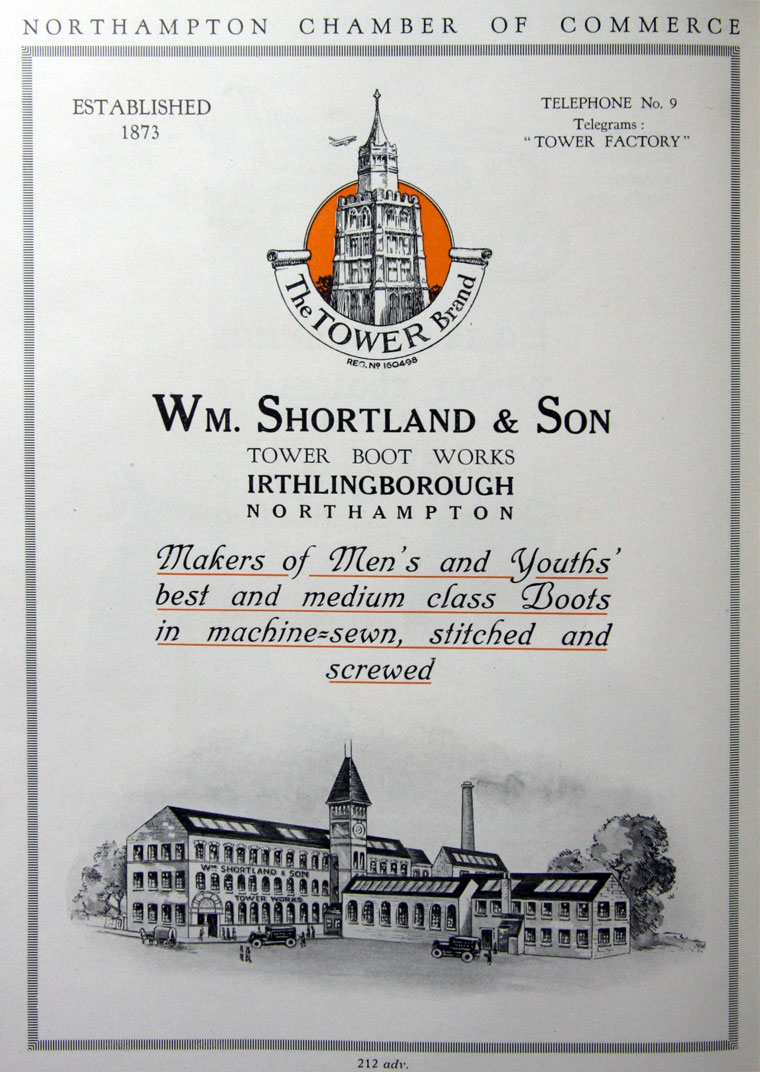 NORTHAMPTON CHAMBER OF COMMERCE
ESTABLISHED
1873
TELEPHONE No. 9
Telegrams :
"TOWER FACTORY"
The TOWER Brand
REG. Nº 160498
WM. SHORTLAND & SON
TOWER BOOT WORKS
IRTHLINGBOROUGH
NORTHAMPTON
Makers of Men's and Youths'
best and medium class Boots
in machine=sewn, stitched and
screwed
WM SHORTLAND & SON
TOWER WORKS
212 adv.